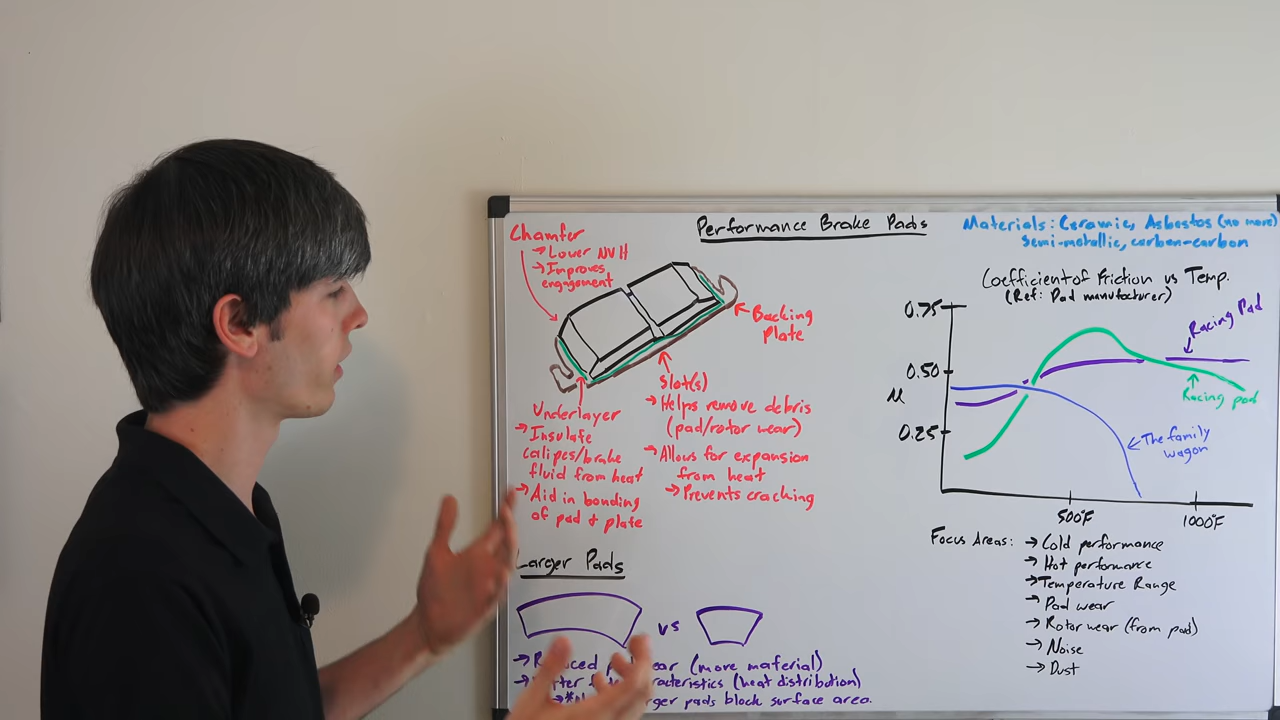 Performance Brake Pads
Materials: Ceramic, Asbestos (no more)
Semi-metallic, carbon-carbon
Chamfer
→ Lower NVH
→ Improves
engagement
Backing
Plate
Underlayer
→ Insulate
calipes/brake
fluid from heat
→ Aid in bonding
of pad & plate
Slot(s)
→ Helps remove debris
(pad/rotor wear)
→ Allows for expansion
from heat
→ Prevents cracking
Coefficient of Friction vs Temp.
(Ref: Pad manufacturer)
0.75
0.50
0.25
μ
500°F
1000°F
Racing Pad
Racing pad
The family
wagon
Focus Areas:
→ Cold performance
→ Hot performance
→ Temperature Range
→ Pad wear
→ Rotor wear (from pad)
→ Noise
→ Dust
Larger Pads
vs
→ (more material)
→ (heat distribution)
pads block surface area.